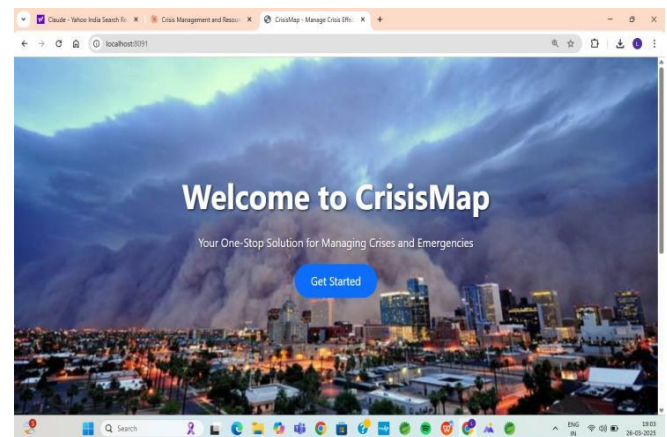 Claude - Yahoo India Search Re
Crisis Management and Resour
CrisisMap - Manage Crisis Effe
localhost:8091
Welcome to CrisisMap
Your One-Stop Solution for Managing Crises and Emergencies
Get Started
Search
ENG
IN
19:03
26-03-2025